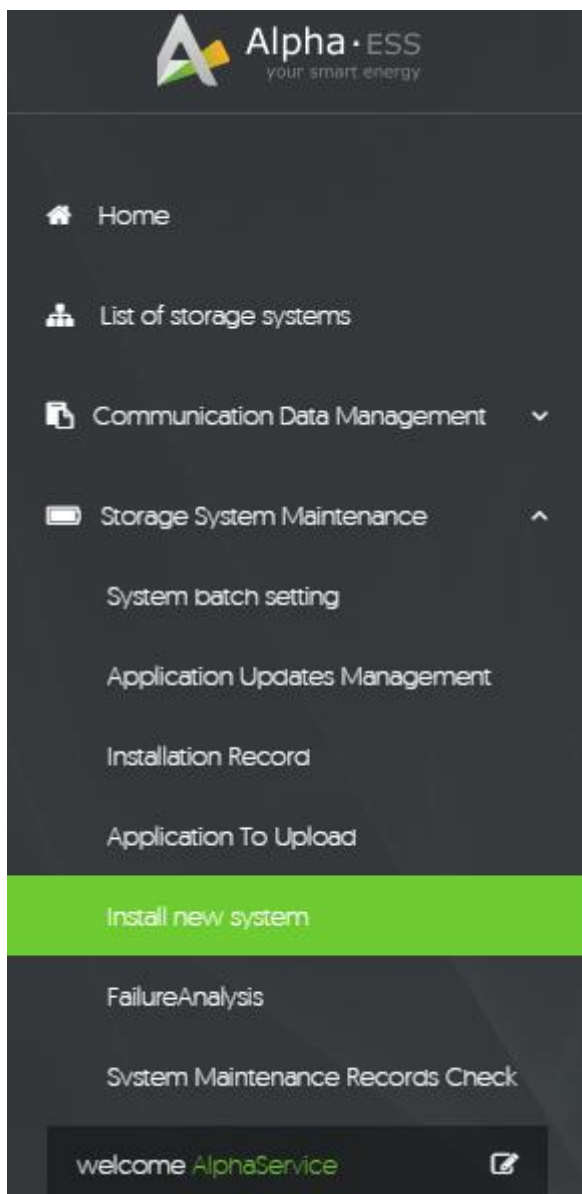 Alpha·ESS
your smart energy
Home
List of storage systems
Communication Data Management
Storage System Maintenance
System batch setting
Application Updates Management
Installation Record
Application To Upload
Install new system
FailureAnalysis
System Maintenance Records Check
welcome AlphaService